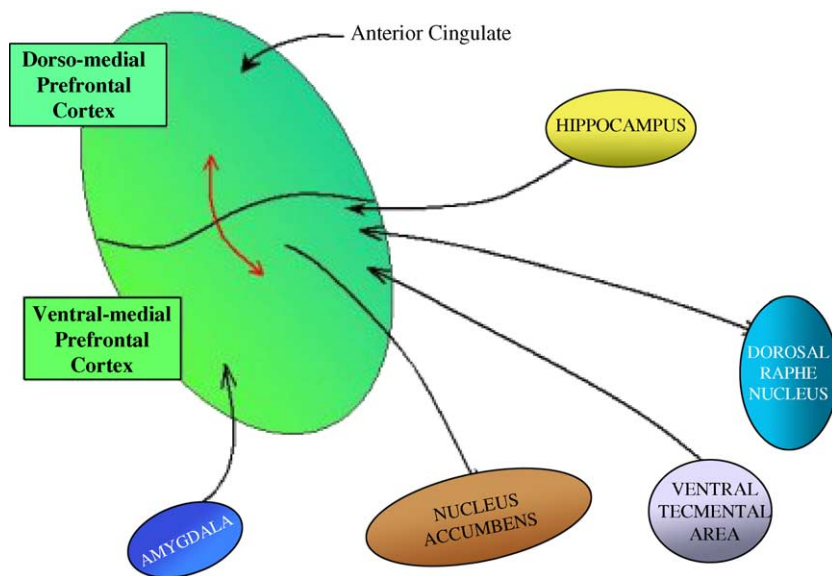 Anterior Cingulate
Dorso-medial
Prefrontal
Cortex
HIPPOCAMPUS
Ventral-medial
Prefrontal
Cortex
DOROSAL
RAPHE
NUCLEUS
AMYGDALA
NUCLEUS
ACCUMBENS
VENTRAL
TECMENTAL
AREA